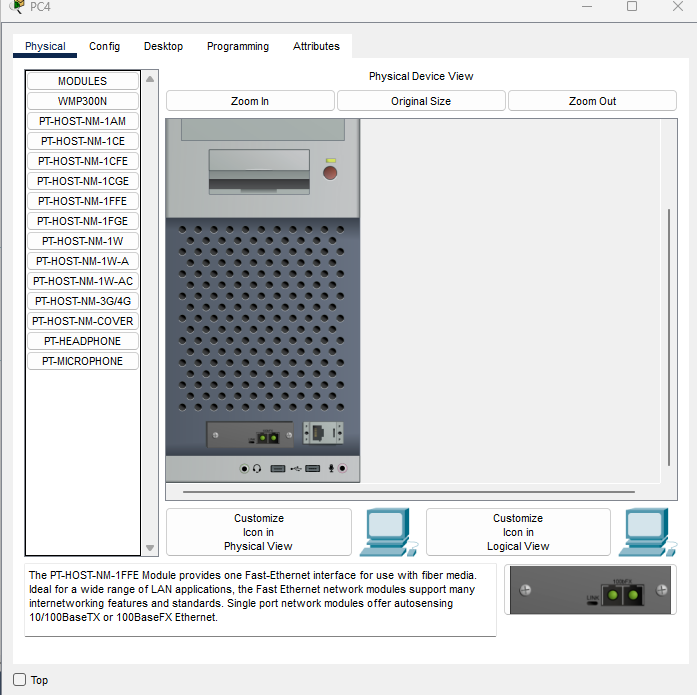 PC4
Physical
Config
Desktop
Programming
Attributes
MODULES
WMP300N
PT-HOST-NM-1AM
PT-HOST-NM-1CE
PT-HOST-NM-1CFE
PT-HOST-NM-1CGE
PT-HOST-NM-1FFE
PT-HOST-NM-1FGE
PT-HOST-NM-1W
PT-HOST-NM-1W-A
PT-HOST-NM-1W-AC
PT-HOST-NM-3G/4G
PT-HOST-NM-COVER
PT-HEADPHONE
PT-MICROPHONE
Physical Device View
Zoom In
Original Size
Zoom Out
Customize
Icon in
Physical View
Customize
Icon in
Logical View
The PT-HOST-NM-1FFE Module provides one Fast-Ethernet interface for use with fiber media.
Ideal for a wide range of LAN applications, the Fast Ethernet network modules support many
internetworking features and standards. Single port network modules offer autosensing
10/100BaseTX or 100BaseFX Ethernet.
100bFX
LINK
Top